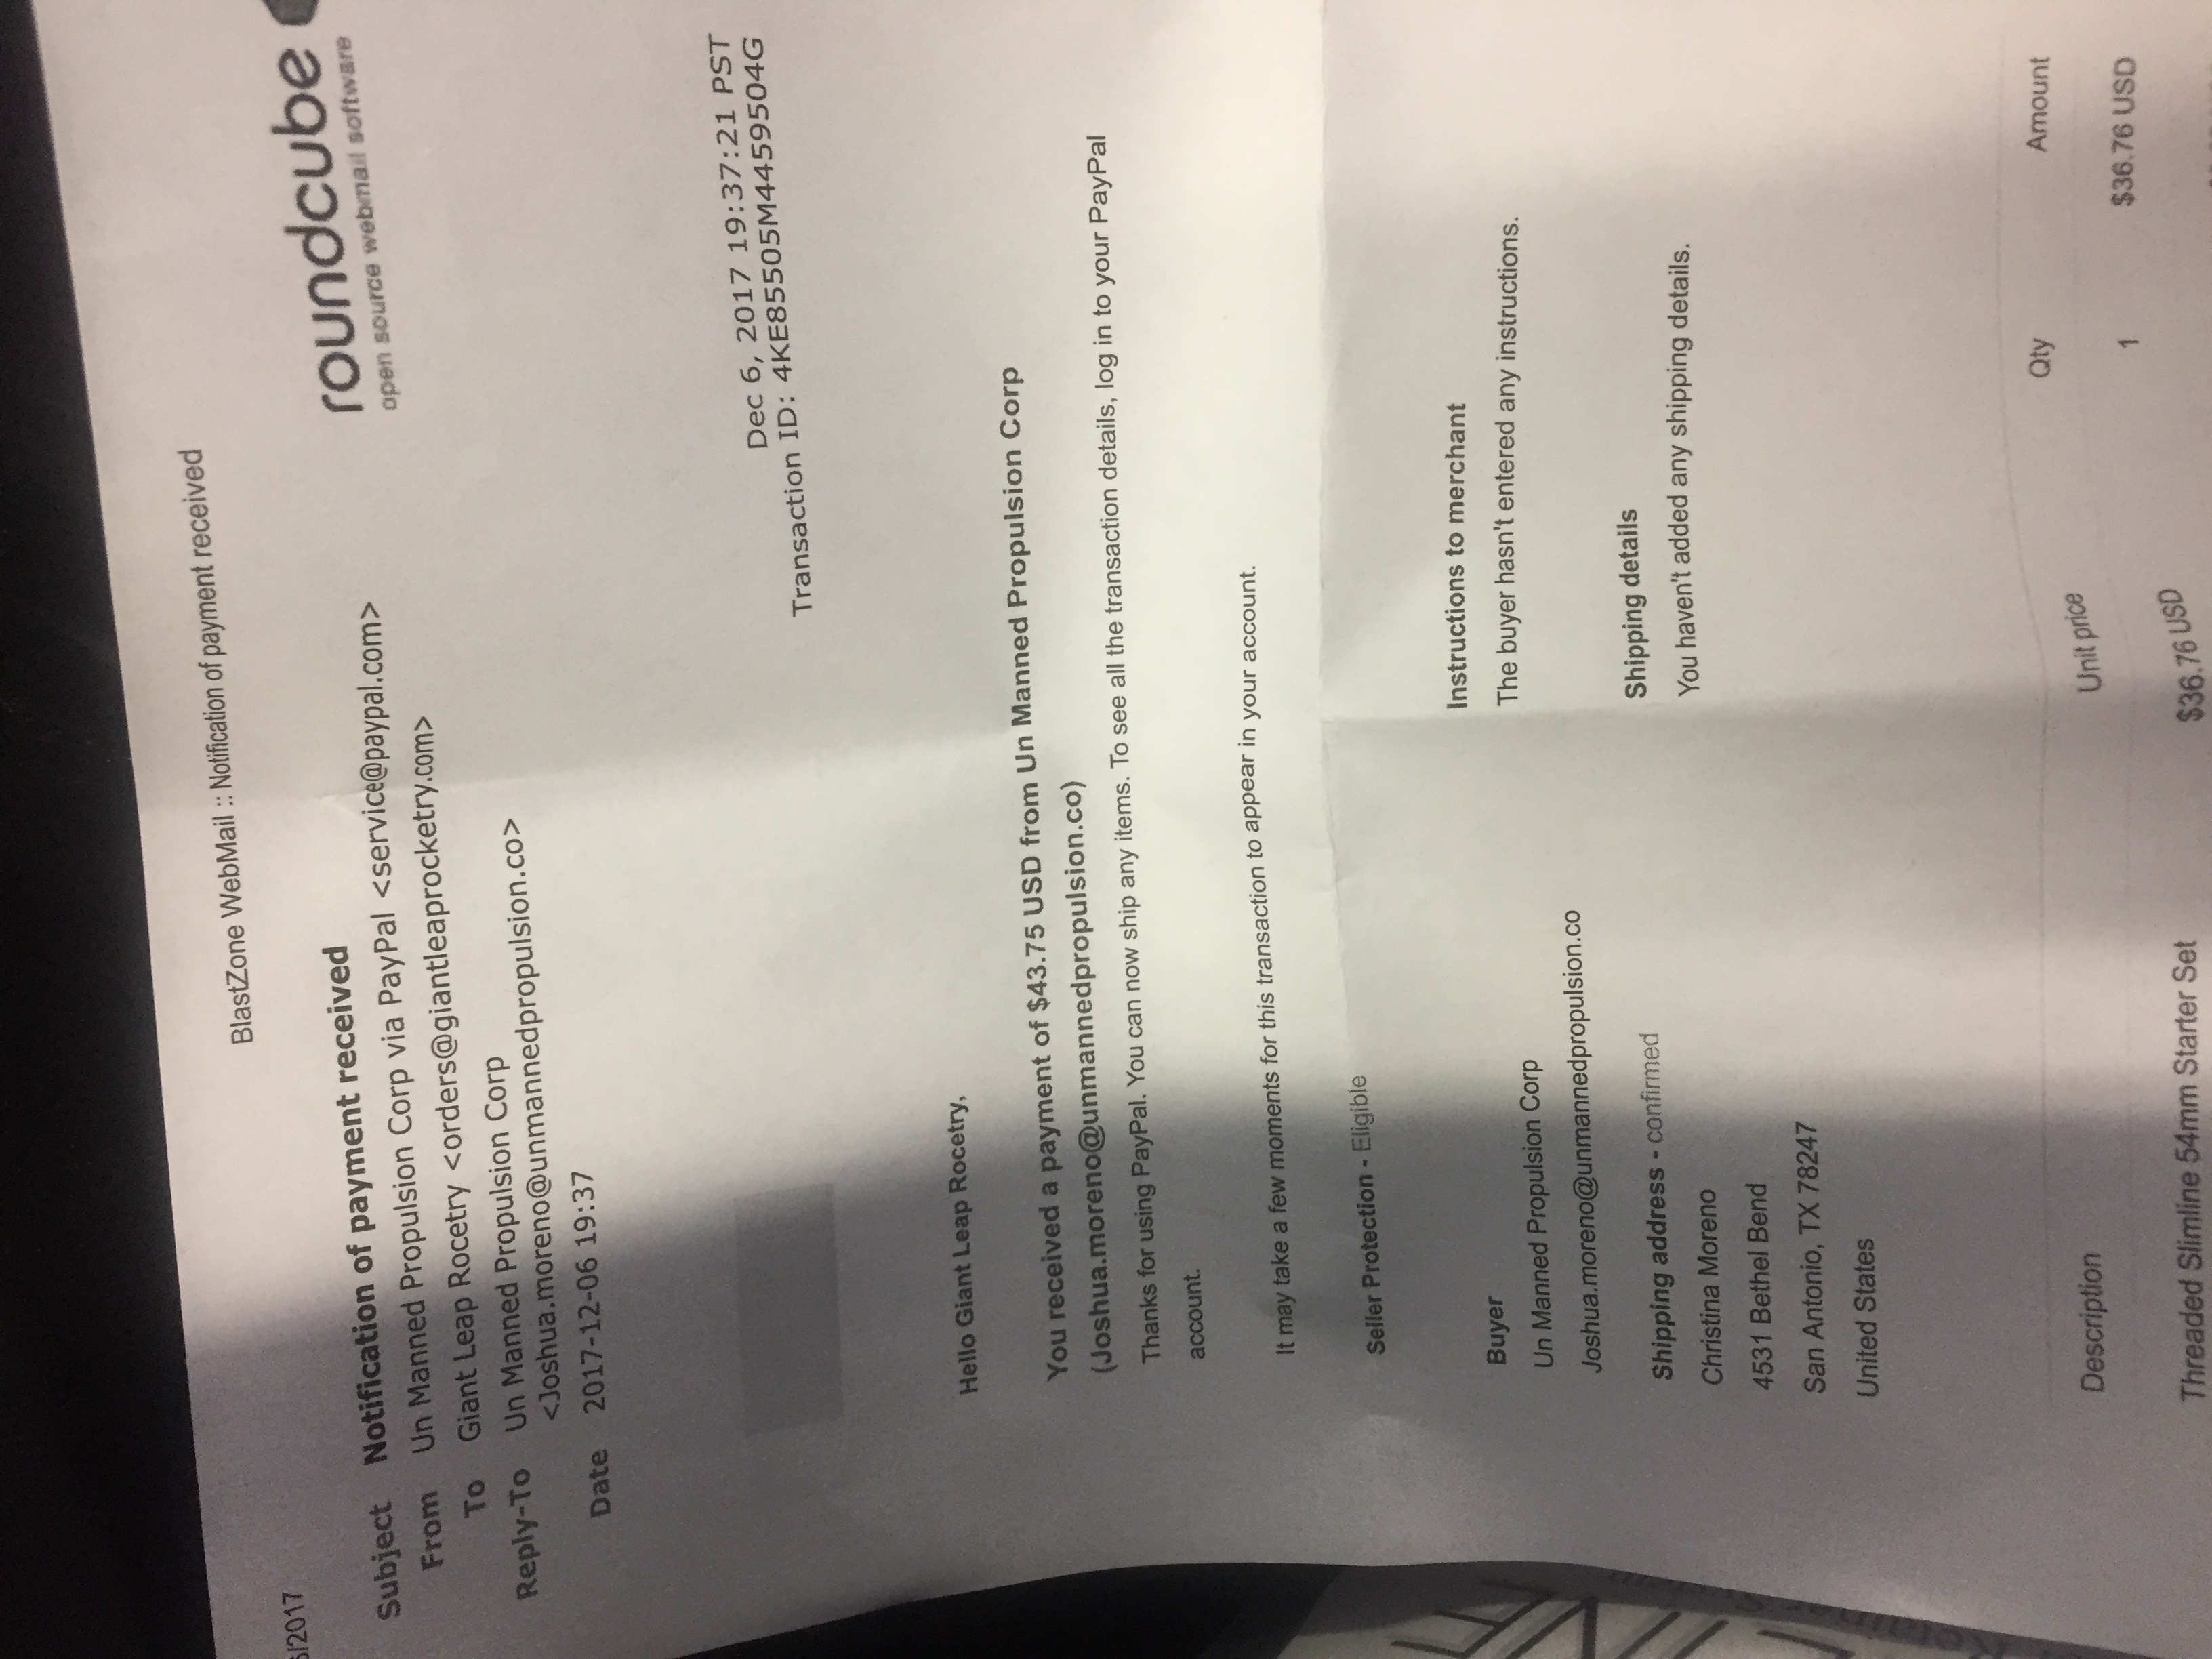 BlastZone WebMail :: Notification of payment received
/2017
roundcube
open source webmail software
Subject Notification of payment received
From Un Manned Propulsion Corp via PayPal <service@paypal.com>
To Giant Leap Rocetry <orders@giantleaprocketry.com>
Reply-To Un Manned Propulsion Corp
<Joshua.moreno@unmannedpropulsion.co>
Date 2017-12-06 19:37
Dec 6, 2017 19:37:21 PST
Transaction ID: 4KE85505M4459504G
Hello Giant Leap Rocetry,
You received a payment of $43.75 USD from Un Manned Propulsion Corp
(Joshua.moreno@unmannedpropulsion.co)
Thanks for using PayPal. You can now ship any items. To see all the transaction details, log in to your PayPal
account.
It may take a few moments for this transaction to appear in your account.
Seller Protection - Eligible
Buyer
Un Manned Propulsion Corp
Joshua.moreno@unmannedpropulsion.co
Instructions to merchant
The buyer hasn't entered any instructions.
Shipping address - confirmed
Christina Moreno
4531 Bethel Bend
San Antonio, TX 78247
United States
Shipping details
You haven't added any shipping details.
Description Unit price Qty Amount
Threaded Slimline 54mm Starter Set $36.76 USD 1 $36.76 USD